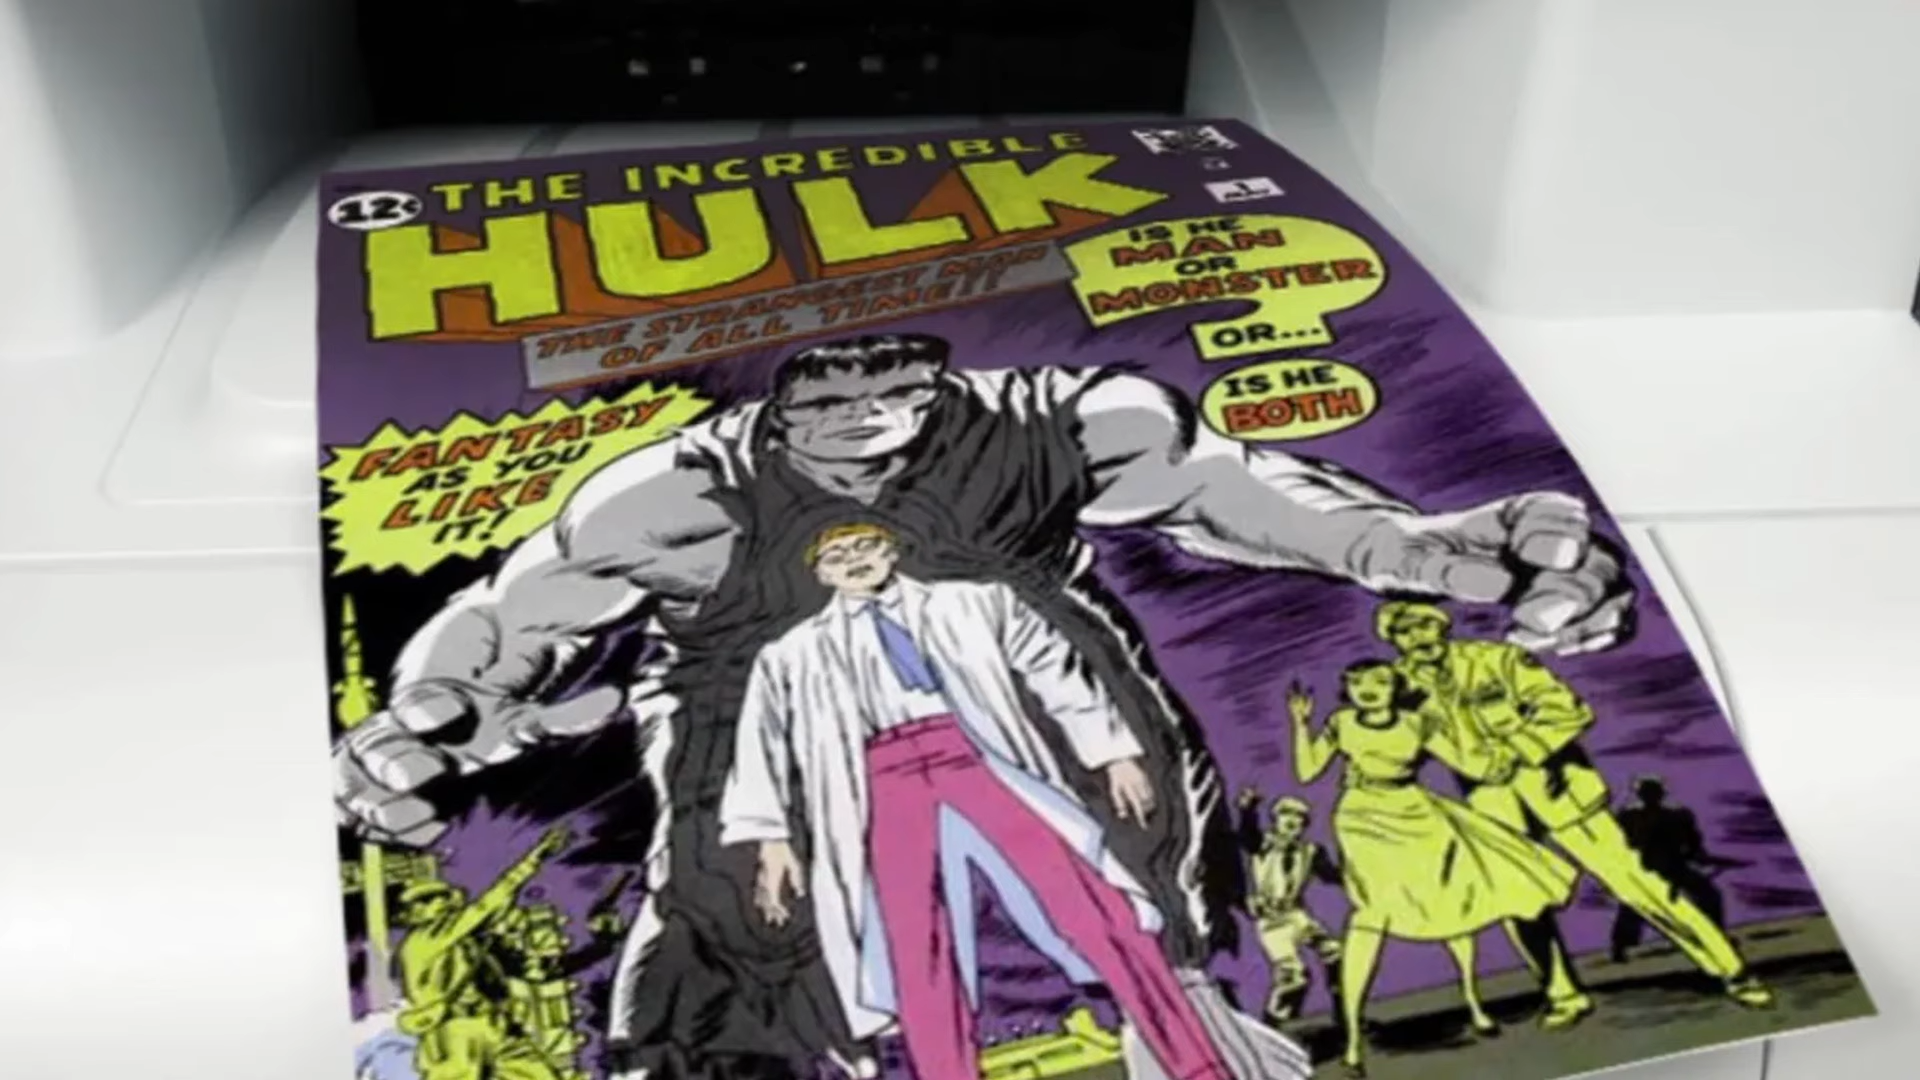 THE INCREDIBLE
12¢
HULK
THE STRANGEST MAN
OF ALL TIME!!
IS HE
MAN
OR
MONSTER
OR...
IS HE
BOTH
FANTASY
AS YOU
LIKE
IT!
1